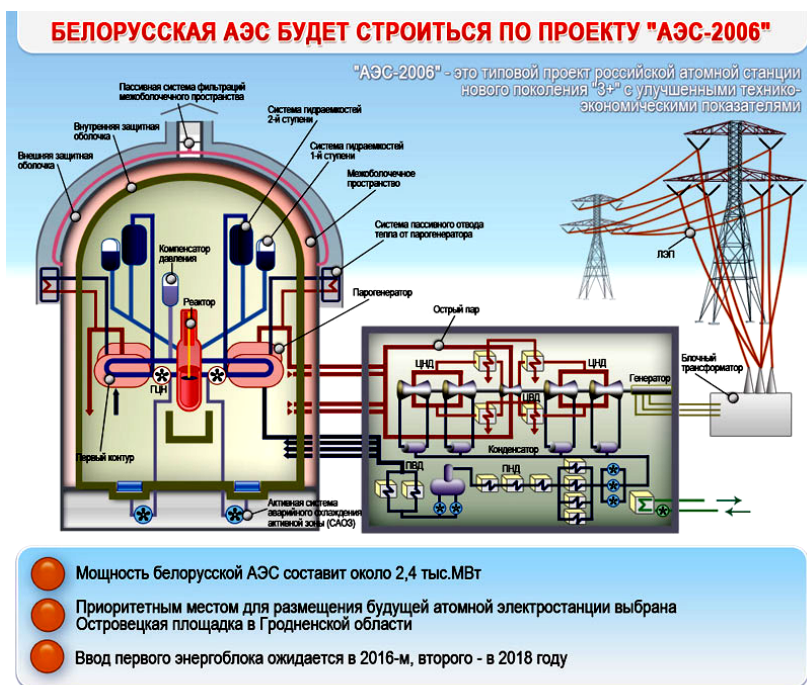 БЕЛОРУССКАЯ АЭС БУДЕТ СТРОИТЬСЯ ПО ПРОЕКТУ "АЭС-2006"
"АЭС-2006" - это типовой проект российской атомной станции
нового поколения "3+" с улучшенными технико-
экономическими показателями
Пассивная система фильтраций
межоболочечного пространства
Система гидраемкостей
2-й ступени
Внутренняя защитная
оболочка
Система гидраемкостей
1-й ступени
Внешняя защитная
оболочка
Межоболочечное
пространство
Система пассивного отвода
тепла от парогенератора
Компенсатор
давления
ЛЭП
Парогенератор
Реактор
Острый пар
Блочный
трансформатор
ЦНД
ЦНД
Генератор
ГЦН
ЦВД
Первый контур
Конденсатор
ПВД
ПНД
Активная система
аварийного охлаждения
активной зоны (САОЗ)
Σ
Мощность белорусской АЭС составит около 2,4 тыс.МВт
Приоритетным местом для размещения будущей атомной электростанции выбрана
Островецкая площадка в Гродненской области
Ввод первого энергоблока ожидается в 2016-м, второго - в 2018 году